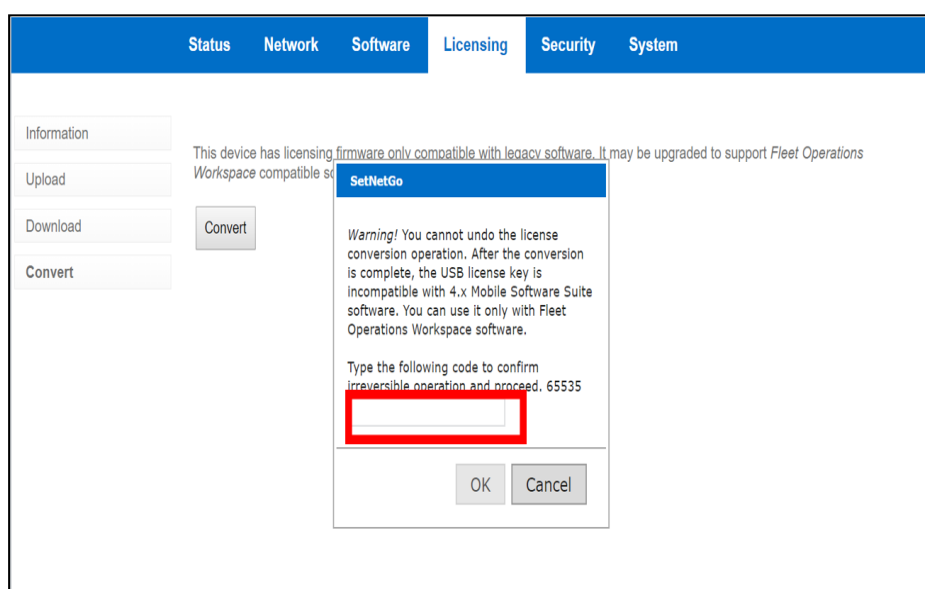 Status Network Software Licensing Security System
Information
Upload
Download
Convert
This device has licensing firmware only compatible with legacy software. It may be upgraded to support Fleet Operations
Workspace compatible
Convert
SetNetGo
Warning! You cannot undo the license
conversion operation. After the conversion
is complete, the USB license key is
incompatible with 4.x Mobile Software Suite
software. You can use it only with Fleet
Operations Workspace software.
Type the following code to confirm
irreversible operation and proceed. 65535
OK Cancel